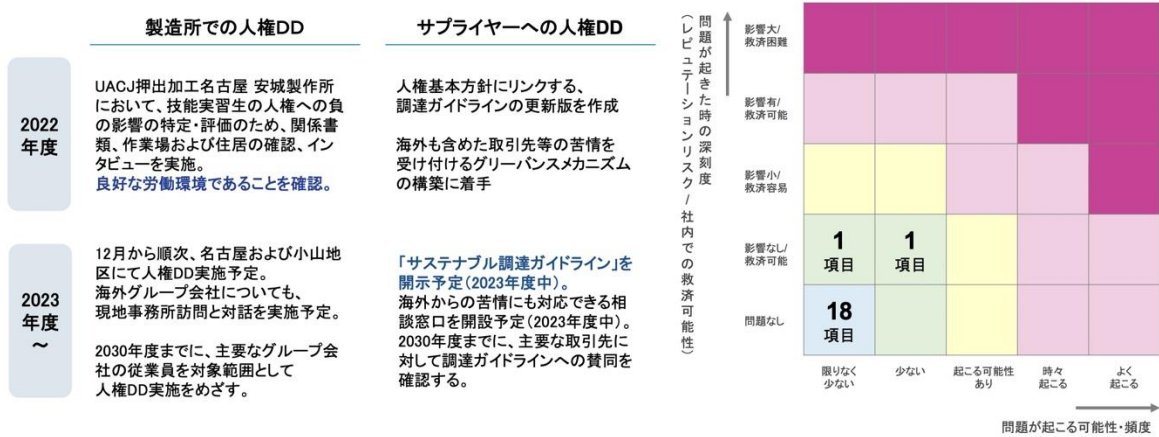 製造所での人権DD
サプライヤーへの人権DD
2022
年度
UACJ押出加工名古屋 安城製作所
において、技能実習生の人権への負
の影響の特定・評価のため、関係書
類、作業場および住居の確認、イン
タビューを実施。
良好な労働環境であることを確認。
人権基本方針にリンクする、
調達ガイドラインの更新版を作成
海外も含めた取引先等の苦情を
受け付けるグリーバンスメカニズム
の構築に着手
2023
年度
～
12月から順次、名古屋および小山地
区にて人権DD実施予定。
海外グループ会社についても、
現地事務所訪問と対話を実施予定。
2030年度までに、主要なグループ会
社の従業員を対象範囲として
人権DD実施をめざす。
「サステナブル調達ガイドライン」を
開示予定(2023年度中)。
海外からの苦情にも対応できる相
談窓口を開設予定(2023年度中)。
2030年度までに、主要な取引先に
対して調達ガイドラインへの賛同を
確認する。
問題が起きた時の深刻度
(レピュテーションリスク/社内での救済可能性)
影響大/
救済困難
影響有/
救済可能
影響小/
救済容易
影響なし/
救済可能
問題なし
1
項目
1
項目
18
項目
限りなく
少ない
少ない
起こる可能性
あり
時々
起こる
よく
起こる
問題が起こる可能性・頻度